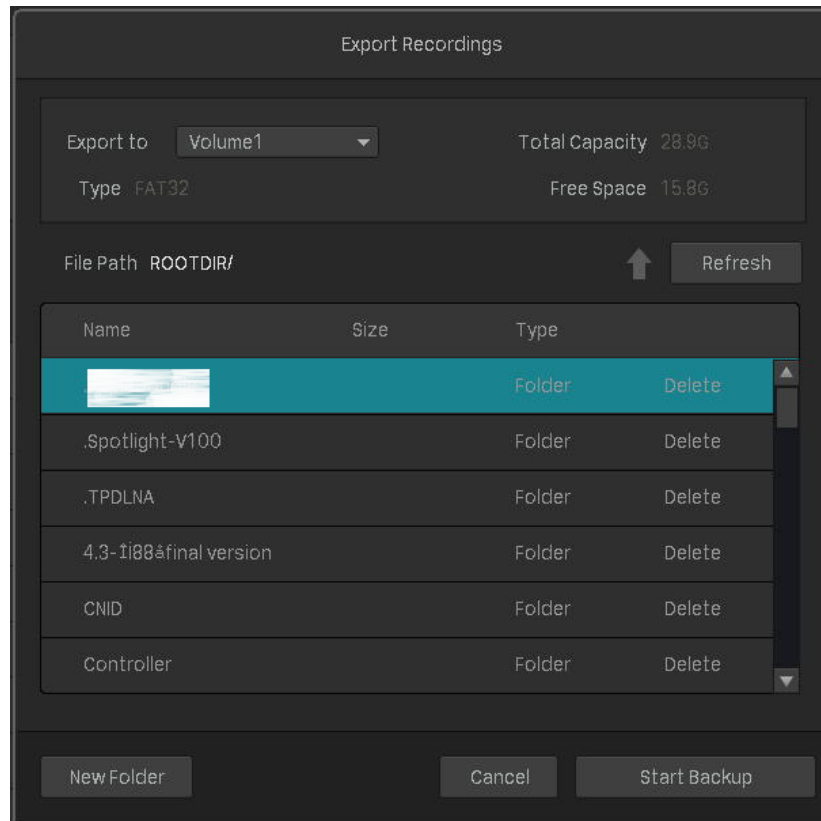 Export Recordings
Export to Volume1 Total Capacity 28.9G
Type FAT32 Free Space 15.8G
File Path ROOTDIR/ Refresh
Name Size Type
Folder Delete
.Spotlight-V100 Folder Delete
.TPDLNA Folder Delete
4.3-ÎÌ88åfinal version Folder Delete
CNID Folder Delete
Controller Folder Delete
New Folder Cancel Start Backup